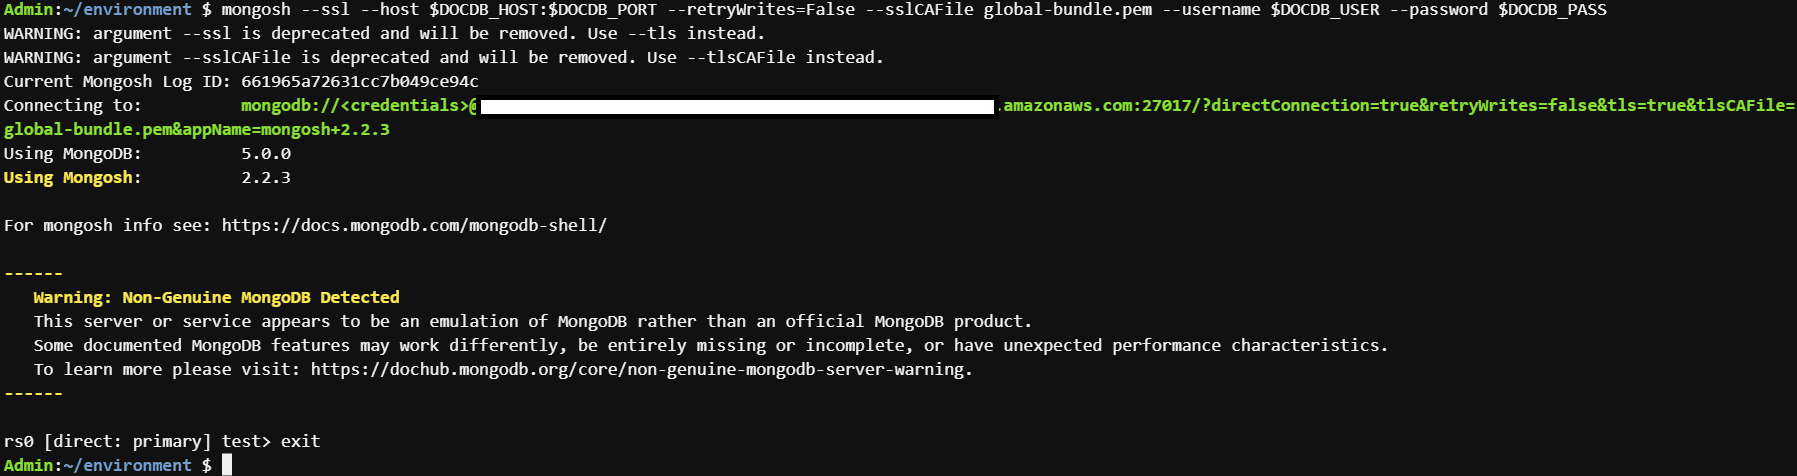 Admin:~/environment $ mongosh --ssl --host $DOCDB_HOST:$DOCDB_PORT --retryWrites=False --sslCAFile global-bundle.pem --username $DOCDB_USER --password $DOCDB_PASS
WARNING: argument --ssl is deprecated and will be removed. Use --tls instead.
WARNING: argument --sslCAFile is deprecated and will be removed. Use --tlsCAFile instead.
Current Mongosh Log ID: 661965a72631cc7b049ce94c
Connecting to: mongodb://<credentials>@ .amazonaws.com:27017/?directConnection=true&retryWrites=false&tls=true&tlsCAFile=
global-bundle.pem&appName=mongosh+2.2.3
Using MongoDB: 5.0.0
Using Mongosh: 2.2.3
For mongosh info see: https://docs.mongodb.com/mongodb-shell/
------
Warning: Non-Genuine MongoDB Detected
This server or service appears to be an emulation of MongoDB rather than an official MongoDB product.
Some documented MongoDB features may work differently, be entirely missing or incomplete, or have unexpected performance characteristics.
To learn more please visit: https://dochub.mongodb.org/core/non-genuine-mongodb-server-warning.
------
rs0 [direct: primary] test> exit
Admin:~/environment $